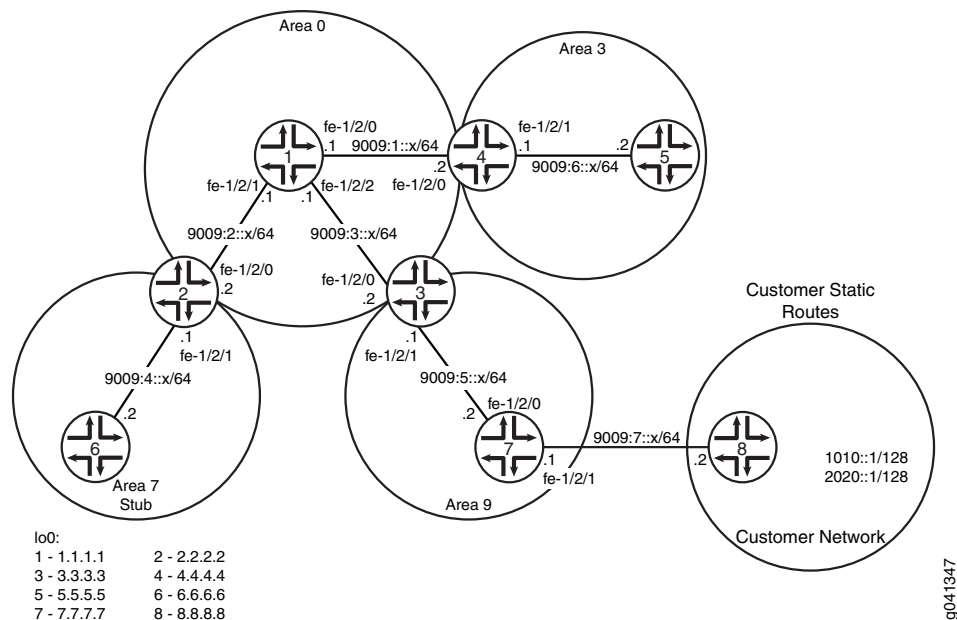 Area 0
Area 3
fe-1/2/0
fe-1/2/1
.1
9009:1::x/64
.1
.2
1
4
5
.2
9009:6::x/64
fe-1/2/1
fe-1/2/2
fe-1/2/0
.1
.1
9009:2::x/64
9009:3::x/64
fe-1/2/0
fe-1/2/0
2
.2
.2
3
Customer Static
Routes
.1
.1
fe-1/2/1
fe-1/2/1
9009:4::x/64
9009:5::x/64
fe-1/2/0
.2
.2
9009:7::x/64
6
7
8
.1
.2
1010::1/128
fe-1/2/1
2020::1/128
Area 7
Stub
Area 9
Customer Network
lo0:
1 - 1.1.1.1 2 - 2.2.2.2
3 - 3.3.3.3 4 - 4.4.4.4
5 - 5.5.5.5 6 - 6.6.6.6
7 - 7.7.7.7 8 - 8.8.8.8
g041347